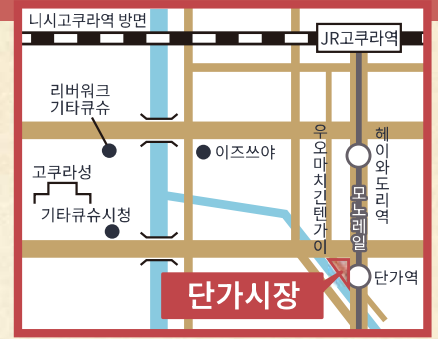 니시고쿠라역 방면
JR고쿠라역
리버워크
기타큐슈
이즈쓰야
우오마치긴텐가이
헤이와도리역
고쿠라성
모노레일
기타큐슈시청
단가시장
단가역